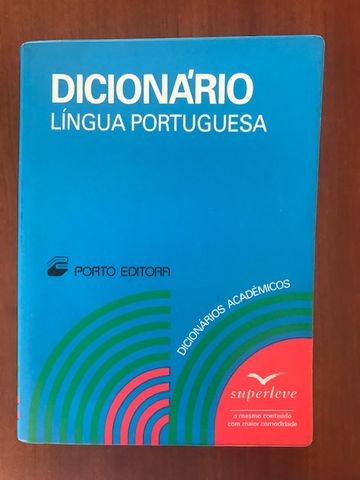 DICIONÁRIO
LÍNGUA PORTUGUESA
PORTO EDITORA
DICIONÁRIOS ACADÉMICOS
superleve
o mesmo conteúdo
com maior comodidade